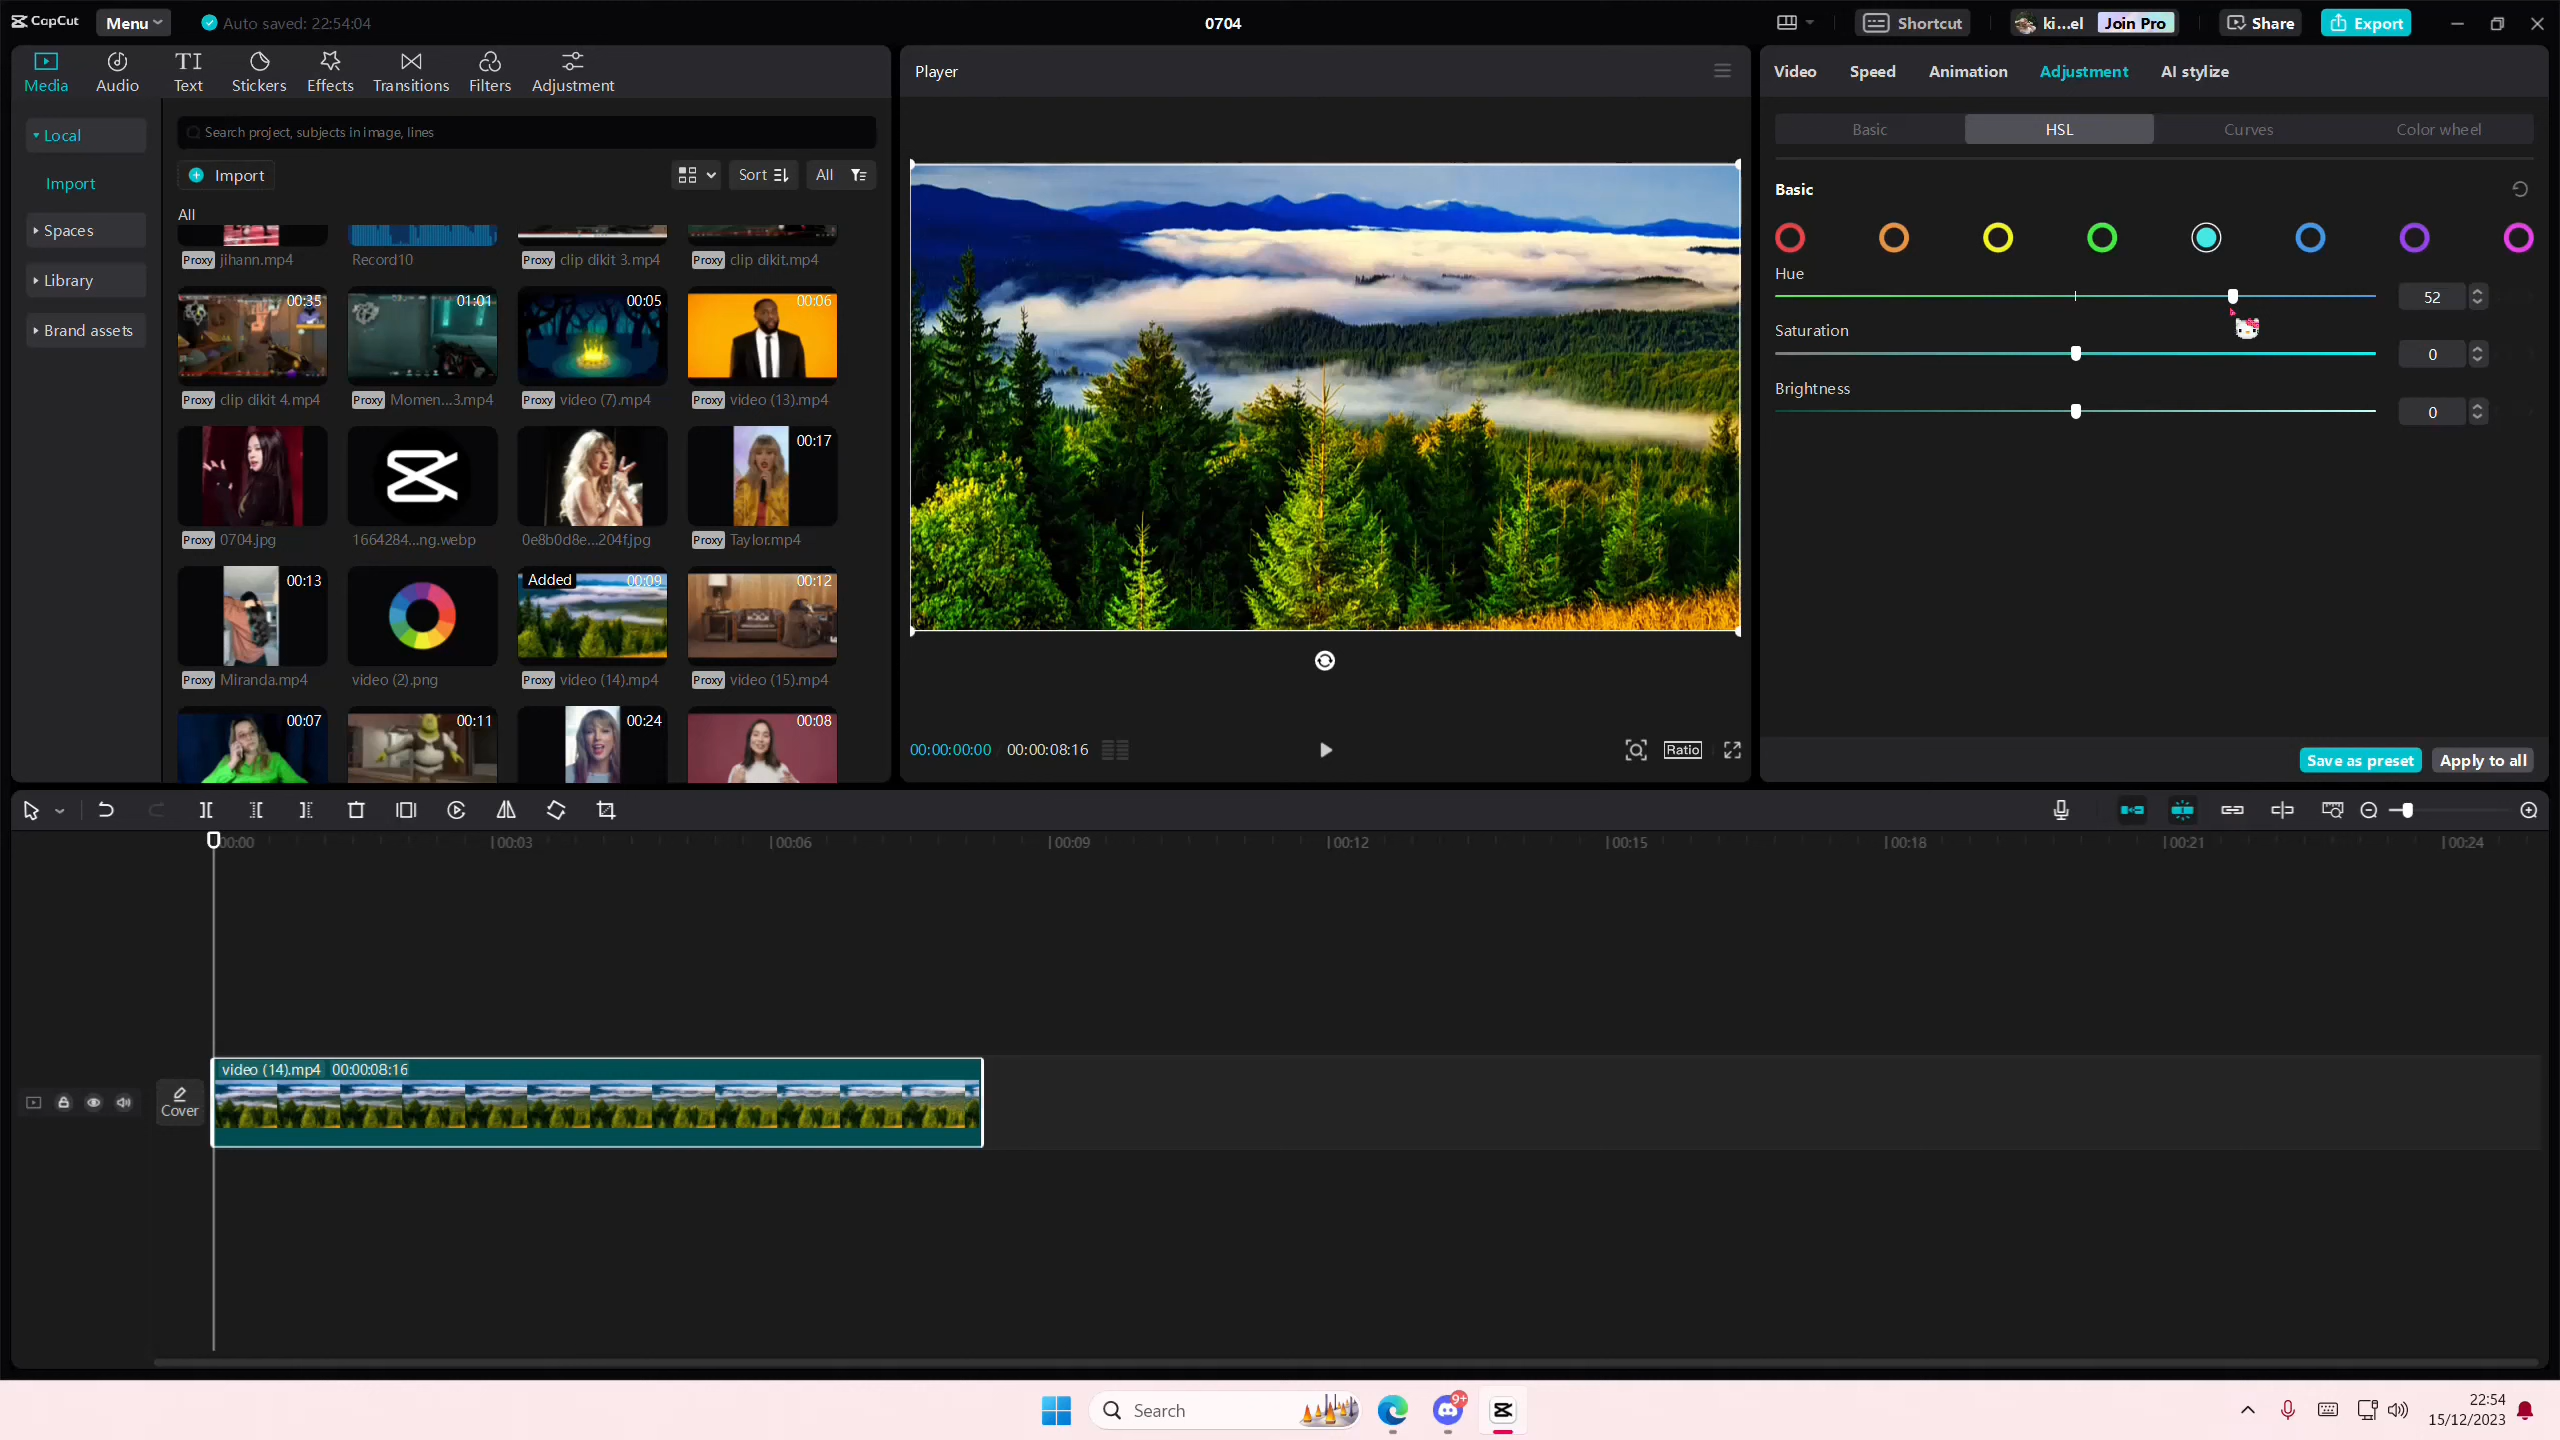 CapCut
Menu
Auto saved: 22:54:04
0704
Shortcut
ki...el
Join Pro
Share
Export
Media
Audio
Text
Stickers
Effects
Transitions
Filters
Adjustment
Player
Video
Speed
Animation
Adjustment
AI stylize
Local
Import
Spaces
Library
Brand assets
Search project, subjects in image, lines
Import
Sort
All
All
Proxy jihann.mp4
Record10
Proxy clip dikit 3.mp4
Proxy clip dikit.mp4
00:35
01:01
00:05
00:06
Proxy clip dikit 4.mp4
Proxy Momen...3.mp4
Proxy video (7).mp4
Proxy video (13).mp4
00:17
Proxy 0704.jpg
1664284...ng.webp
0e8b0d8e...204f.jpg
Proxy Taylor.mp4
00:13
Added 00:09
00:12
Proxy Miranda.mp4
video (2).png
Proxy video (14).mp4
Proxy video (15).mp4
00:07
00:11
00:24
00:08
00:00:00:00
00:00:08:16
Ratio
Basic
HSL
Curves
Color wheel
Basic
Hue
52
Saturation
0
Brightness
0
Save as preset
Apply to all
00:00
00:03
00:06
00:09
00:12
00:15
00:18
00:21
00:24
video (14).mp4 00:00:08:16
Cover
Search
9+
22:54
15/12/2023